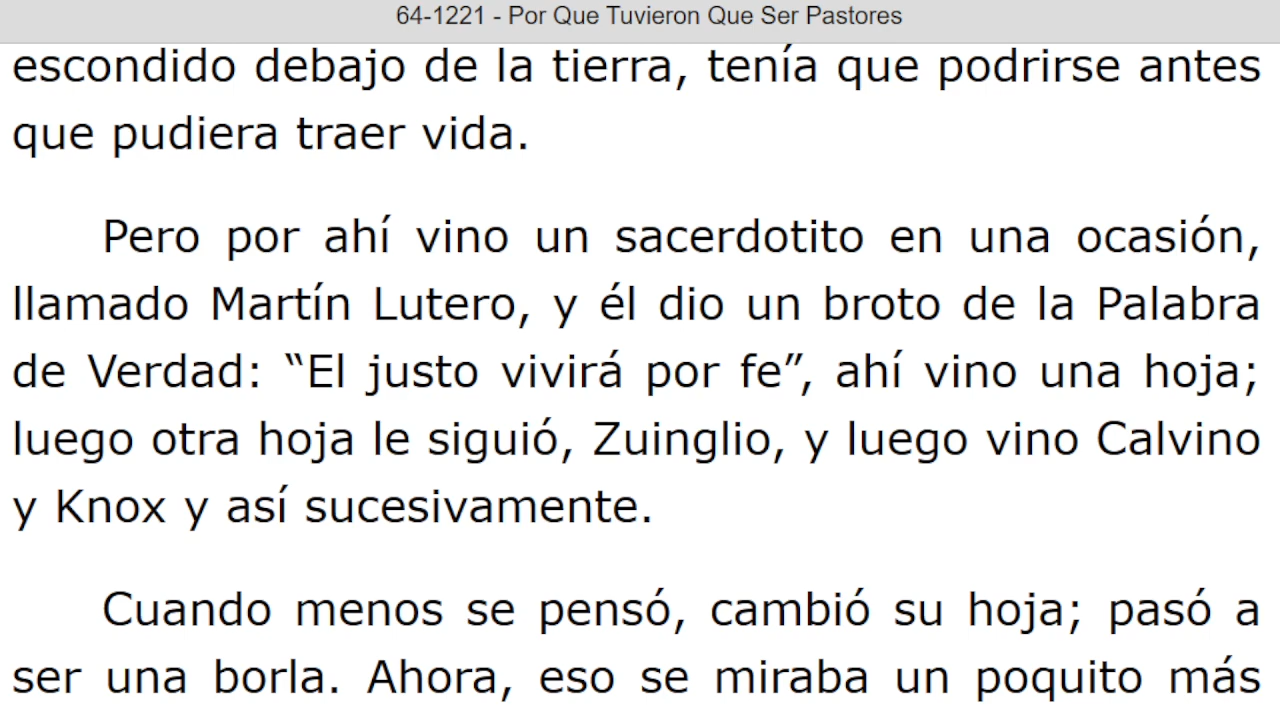 64-1221 - Por Que Tuvieron Que Ser Pastores
escondido debajo de la tierra, tenía que podrirse antes
que pudiera traer vida.
Pero por ahí vino un sacerdotito en una ocasión,
llamado Martín Lutero, y él dio un broto de la Palabra
de Verdad: “El justo vivirá por fe”, ahí vino una hoja;
luego otra hoja le siguió, Zuinglio, y luego vino Calvino
y Knox y así sucesivamente.
Cuando menos se pensó, cambió su hoja; pasó a
ser una borla. Ahora, eso se miraba un poquito más